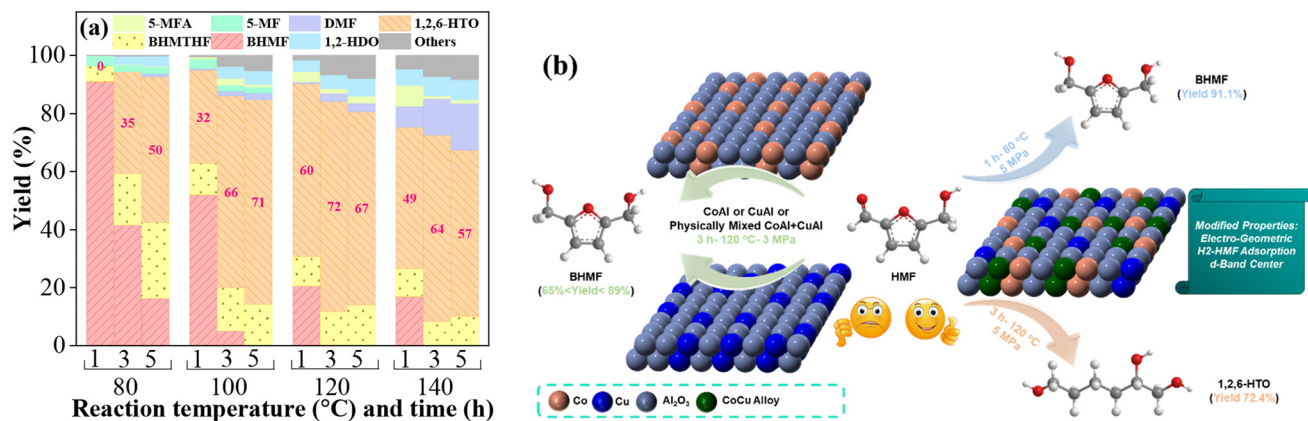 (a)
5-MFA 5-MF DMF 1,2,6-HTO
BHMTHF BHMF 1,2-HDO Others
Yield (%)
100
80
60
40
20
0
0
35
50
32
66
71
60
72
67
49
64
57
1 3 5 1 3 5 1 3 5 1 3 5
80 100 120 140
Reaction temperature (°C) and time (h)
(b)
BHMF
(65%<Yield< 89%)
CoAl or CuAl or
Physically Mixed CoAl+CuAl
3 h- 120 ºC- 3 MPa
HMF
1 h- 80 ºC
5 MPa
BHMF
(Yield 91.1%)
Modified Properties:
Electro-Geometric
H2-HMF Adsorption
d-Band Center
3 h- 120 ºC
5 MPa
1,2,6-HTO
(Yield 72.4%)
Co Cu Al2O3 CoCu Alloy